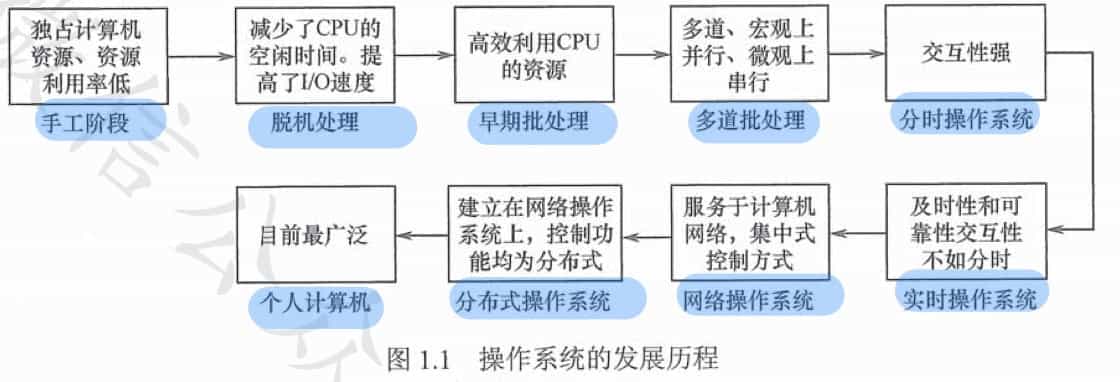 独占计算机
资源、资源
利用率低
手工阶段
减少了CPU的
空闲时间。提
高了I/O速度
脱机处理
高效利用CPU
的资源
早期批处理
多道、宏观上
并行、微观上
串行
多道批处理
交互性强
分时操作系统
及时性和可
靠性交互性
不如分时
实时操作系统
服务于计算机
网络，集中式
控制方式
网络操作系统
建立在网络操作
系统上，控制功
能均为分布式
分布式操作系统
目前最广泛
个人计算机
图 1.1 操作系统的发展历程